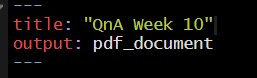 ---
title: "QnA Week 10"
output: pdf_document
---